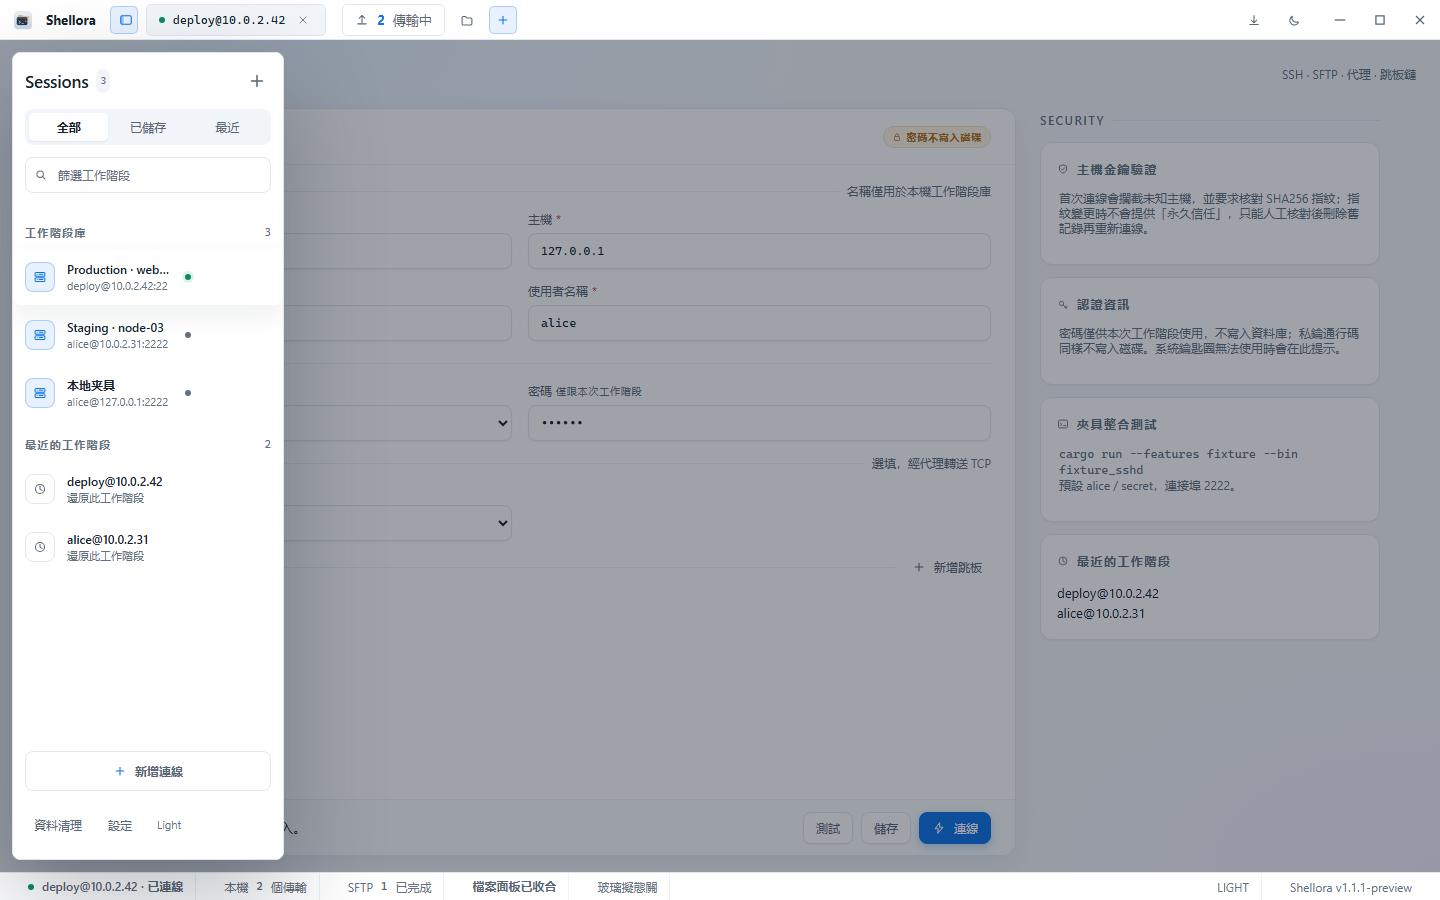 Shellora
deploy@10.0.2.42
2 傳輸中
Sessions 3
全部 已儲存 最近
篩選工作階段
工作階段庫 3
Production · web...
deploy@10.0.2.42:22
Staging · node-03
alice@10.0.2.31:2222
本地夾具
alice@127.0.0.1:2222
最近的工作階段 2
deploy@10.0.2.42
還原此工作階段
alice@10.0.2.31
還原此工作階段
新增連線
資料清理 設定 Light
SSH · SFTP · 代理 · 跳板鏈
密碼不寫入磁碟
名稱僅用於本機工作階段庫
主機 *
127.0.0.1
使用者名稱 *
alice
密碼 僅限本次工作階段
••••••
選填，經代理轉送 TCP
新增跳板
入。
測試 儲存 連線
SECURITY
主機金鑰驗證
首次連線會攔截未知主機，並要求核對 SHA256 指紋；指
紋變更時不會提供「永久信任」，只能人工核對後刪除舊
記錄再重新連線。
認證資訊
密碼僅供本次工作階段使用，不寫入資料庫；私鑰通行碼
同樣不寫入磁碟。系統鑰匙圈無法使用時會在此提示。
夾具整合測試
cargo run --features fixture --bin
fixture_sshd
預設 alice / secret，連接埠 2222。
最近的工作階段
deploy@10.0.2.42
alice@10.0.2.31
deploy@10.0.2.42 · 已連線
本機 2 個傳輸
SFTP 1 已完成
檔案面板已收合
玻璃擬態關
LIGHT
Shellora v1.1.1-preview